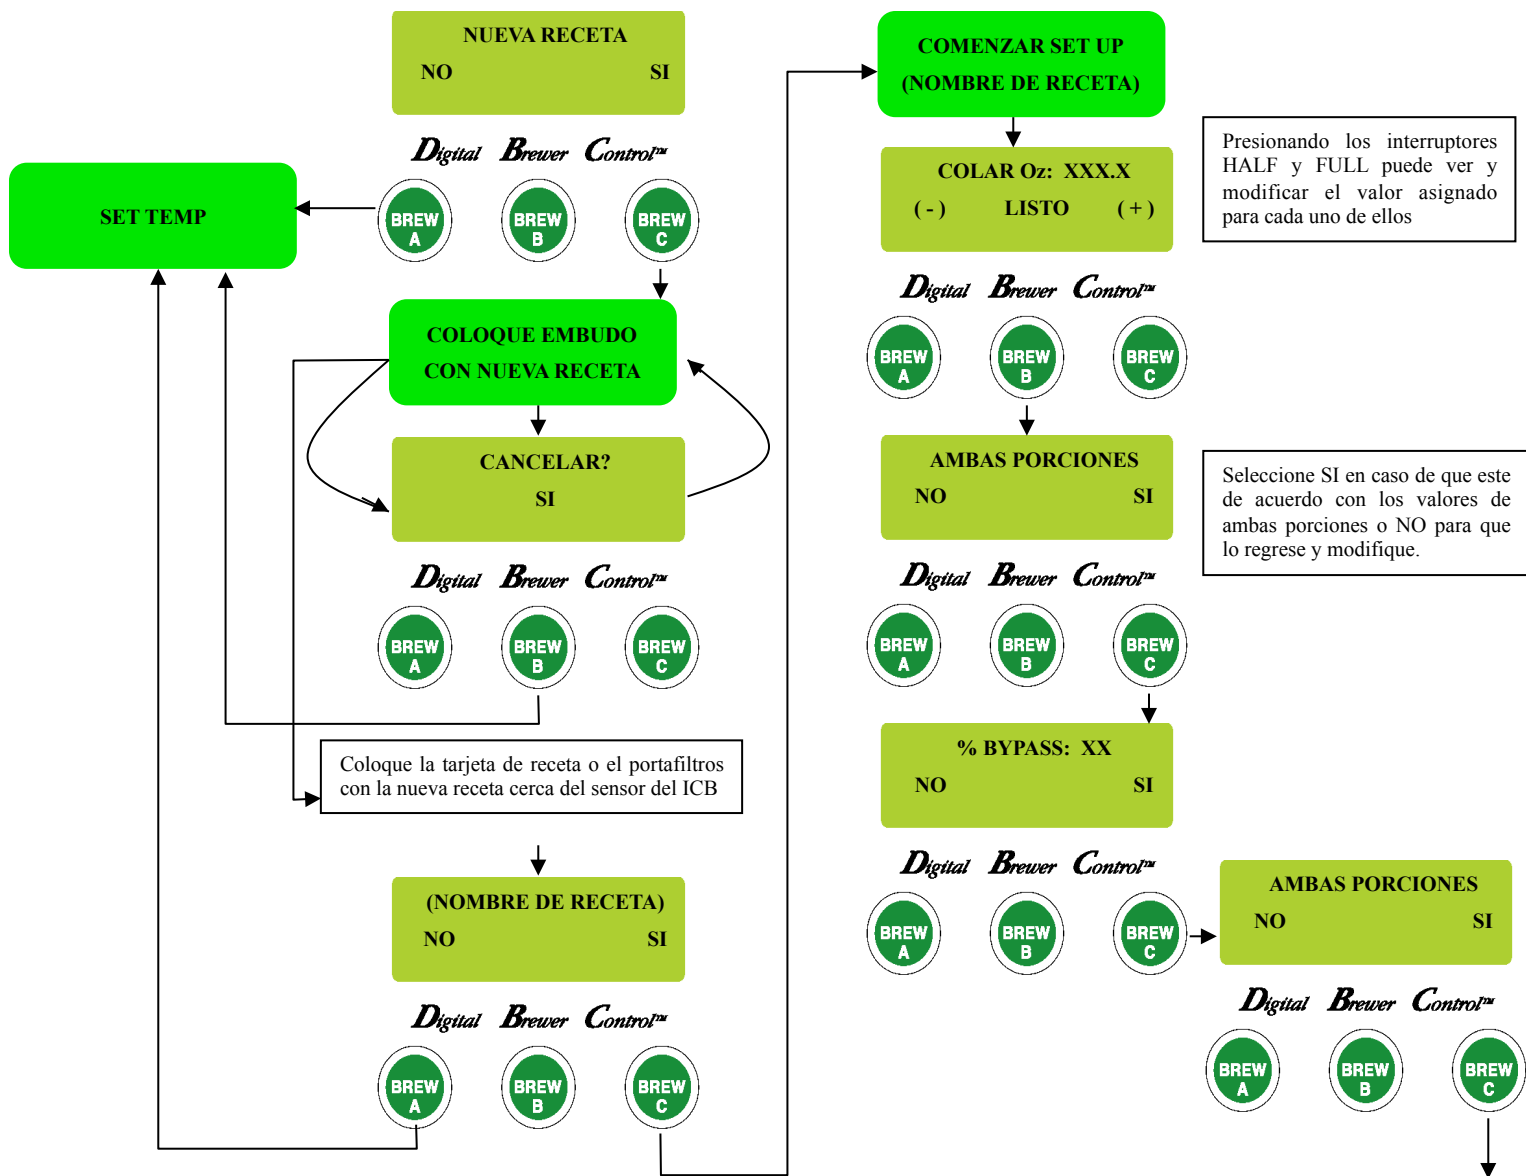 NUEVA RECETA
NO SI
Digital Brewer Control™
BREW A
BREW B
BREW C
SET TEMP
COLOQUE EMBUDO
CON NUEVA RECETA
CANCELAR?
SI
Digital Brewer Control™
BREW A
BREW B
BREW C
Coloque la tarjeta de receta o el portafiltros
con la nueva receta cerca del sensor del ICB
(NOMBRE DE RECETA)
NO SI
Digital Brewer Control™
BREW A
BREW B
BREW C
COMENZAR SET UP
(NOMBRE DE RECETA)
COLAR Oz: XXX.X
( - ) LISTO ( + )
Presionando los interruptores
HALF y FULL puede ver y
modificar el valor asignado
para cada uno de ellos
Digital Brewer Control™
BREW A
BREW B
BREW C
AMBAS PORCIONES
NO SI
Seleccione SI en caso de que este
de acuerdo con los valores de
ambas porciones o NO para que
lo regrese y modifique.
Digital Brewer Control™
BREW A
BREW B
BREW C
% BYPASS: XX
NO SI
Digital Brewer Control™
BREW A
BREW B
BREW C
AMBAS PORCIONES
NO SI
Digital Brewer Control™
BREW A
BREW B
BREW C